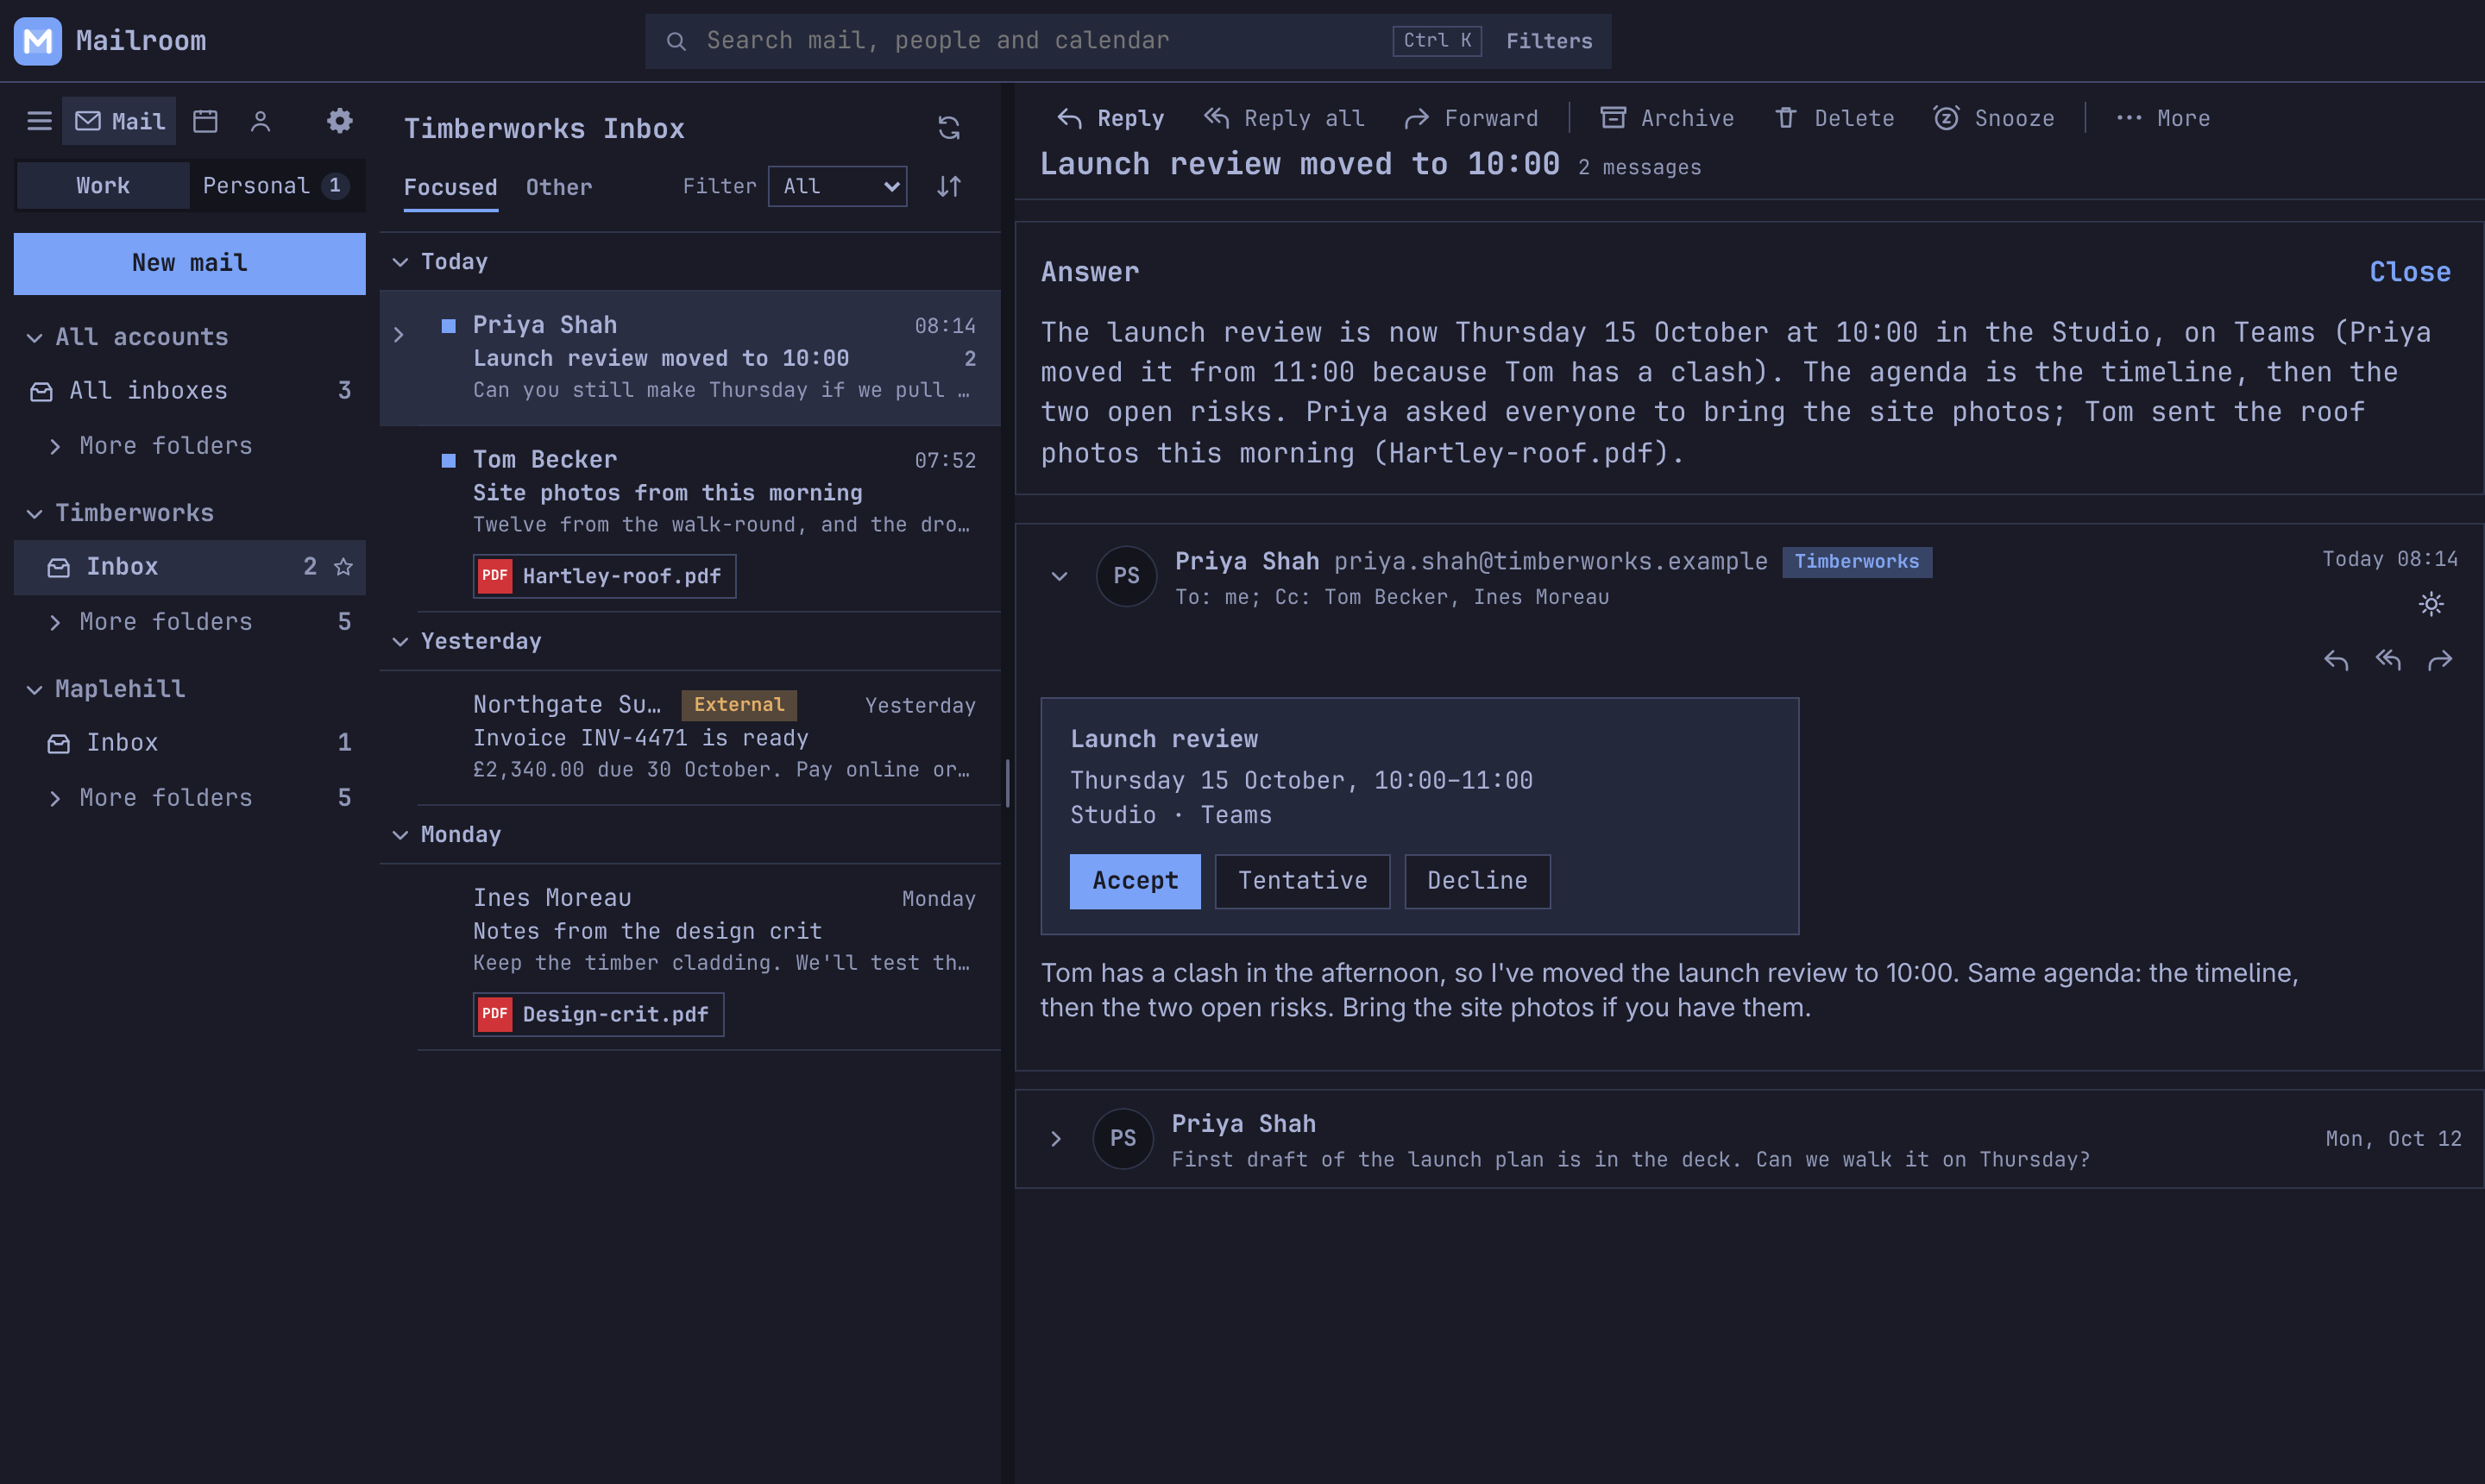 Mailroom
Search mail, people and calendar
Ctrl K
Filters
Mail
Work
Personal 1
New mail
All accounts
All inboxes 3
More folders
Timberworks
Inbox 2
More folders 5
Maplehill
Inbox 1
More folders 5
Timberworks Inbox
Focused Other Filter All
Today
Priya Shah 08:14
Launch review moved to 10:00 2
Can you still make Thursday if we pull …
Tom Becker 07:52
Site photos from this morning
Twelve from the walk-round, and the dro…
PDF Hartley-roof.pdf
Yesterday
Northgate Su… External Yesterday
Invoice INV-4471 is ready
£2,340.00 due 30 October. Pay online or…
Monday
Ines Moreau Monday
Notes from the design crit
Keep the timber cladding. We'll test th…
PDF Design-crit.pdf
Reply Reply all Forward Archive Delete Snooze More
Launch review moved to 10:00 2 messages
Answer Close
The launch review is now Thursday 15 October at 10:00 in the Studio, on Teams (Priya
moved it from 11:00 because Tom has a clash). The agenda is the timeline, then the
two open risks. Priya asked everyone to bring the site photos; Tom sent the roof
photos this morning (Hartley-roof.pdf).
PS Priya Shah priya.shah@timberworks.example Timberworks Today 08:14
To: me; Cc: Tom Becker, Ines Moreau
Launch review
Thursday 15 October, 10:00–11:00
Studio · Teams
Accept Tentative Decline
Tom has a clash in the afternoon, so I've moved the launch review to 10:00. Same agenda: the timeline,
then the two open risks. Bring the site photos if you have them.
PS Priya Shah Mon, Oct 12
First draft of the launch plan is in the deck. Can we walk it on Thursday?